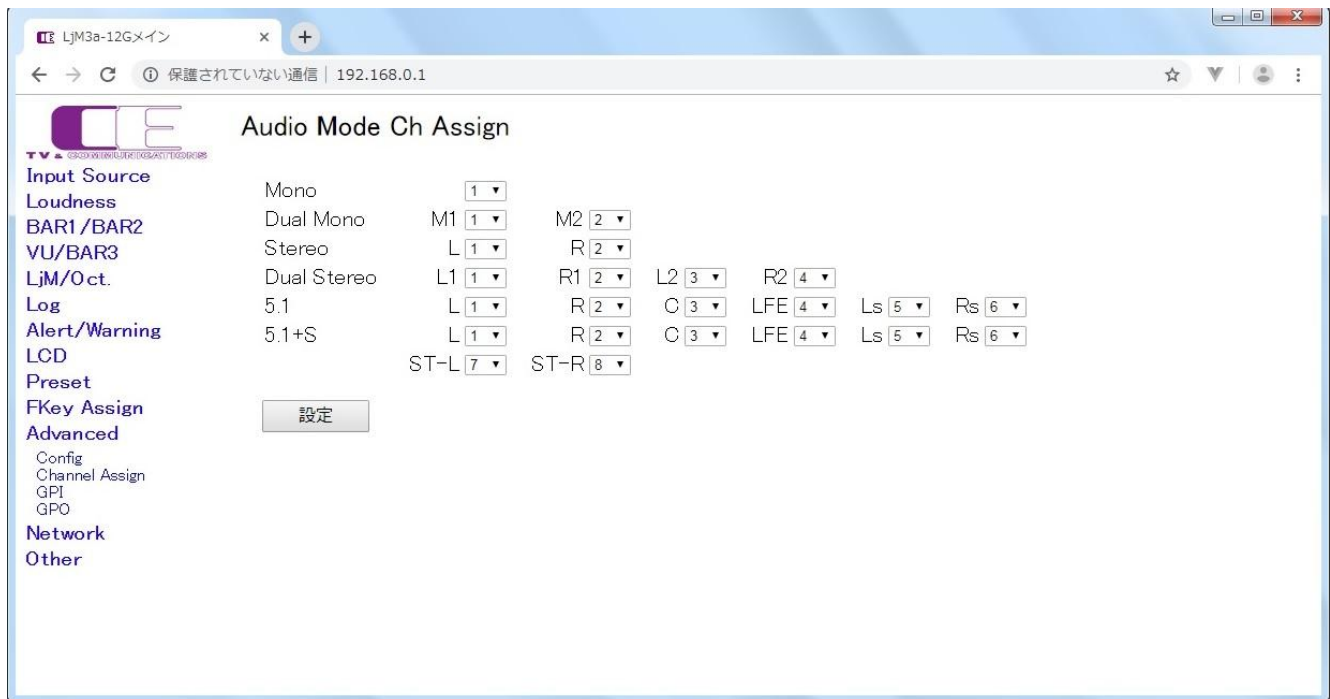 LjM3a-12Gメイン
保護されていない通信 192.168.0.1
TV & COMMUNICATIONS
Input Source
Loudness
BAR1/BAR2
VU/BAR3
LjM/Oct.
Log
Alert/Warning
LCD
Preset
FKey Assign
Advanced
Config
Channel Assign
GPI
GPO
Network
Other
Audio Mode Ch Assign
Mono 1
Dual Mono M1 1 M2 2
Stereo L 1 R 2
Dual Stereo L1 1 R1 2 L2 3 R2 4
5.1 L 1 R 2 C 3 LFE 4 Ls 5 Rs 6
5.1+S L 1 R 2 C 3 LFE 4 Ls 5 Rs 6
ST-L 7 ST-R 8
設定